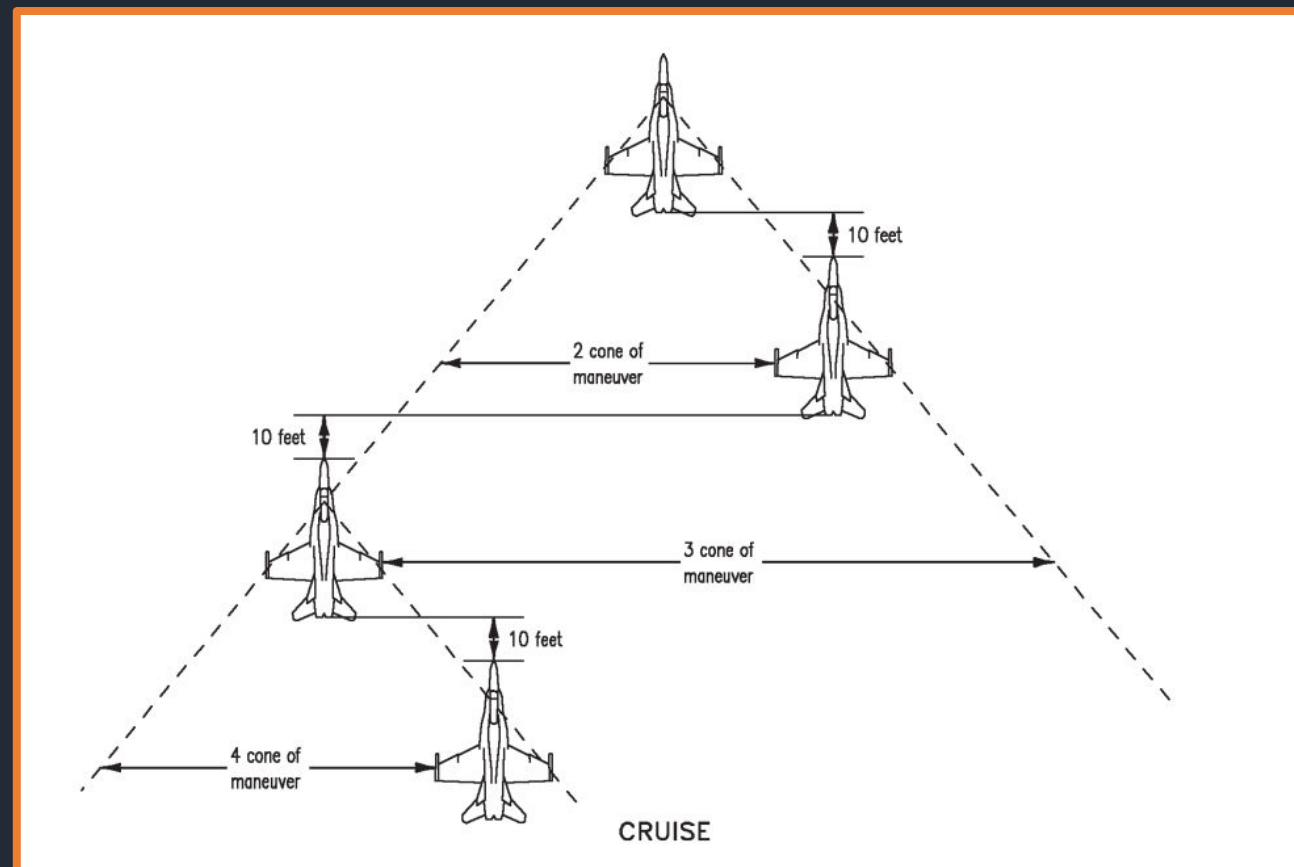 10 feet
2 cone of
maneuver
10 feet
3 cone of
maneuver
10 feet
4 cone of
maneuver
CRUISE